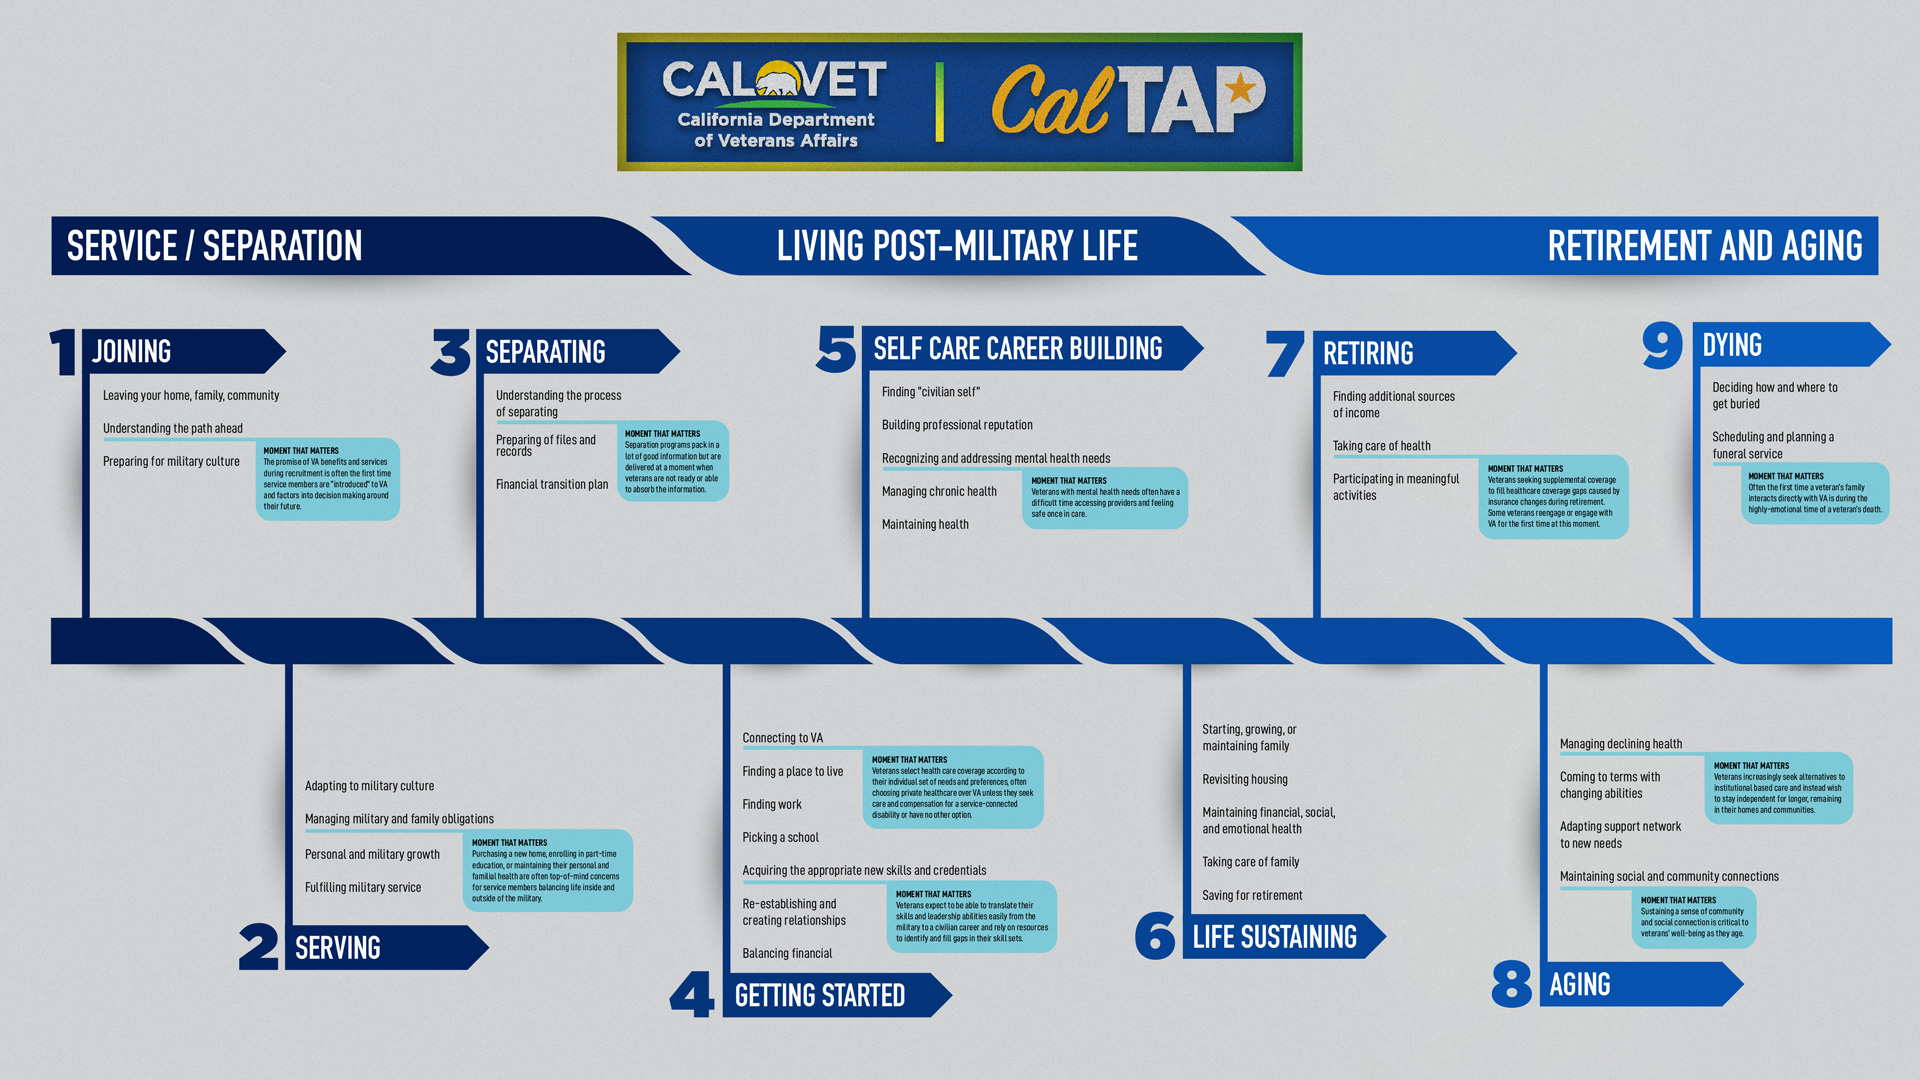 CALVET
California Department
of Veterans Affairs
CalTAP
SERVICE / SEPARATION
LIVING POST-MILITARY LIFE
RETIREMENT AND AGING
1 JOINING
Leaving your home, family, community
Understanding the path ahead
Preparing for military culture
MOMENT THAT MATTERS
The promise of VA benefits and services
during recruitment is often the first time
service members are "introduced" to VA
and factors into decision making around
their future.
3 SEPARATING
Understanding the process
of separating
Preparing of files and
records
Financial transition plan
MOMENT THAT MATTERS
Separation programs pack in a
lot of good information but are
delivered at a moment when
veterans are not ready or able
to absorb the information.
5 SELF CARE CAREER BUILDING
Finding "civilian self"
Building professional reputation
Recognizing and addressing mental health needs
Managing chronic health
Maintaining health
MOMENT THAT MATTERS
Veterans with mental health needs often have a
difficult time accessing providers and feeling
safe once in care.
7 RETIRING
Finding additional sources
of income
Taking care of health
Participating in meaningful
activities
MOMENT THAT MATTERS
Veterans seeking supplemental coverage
to fill healthcare coverage gaps caused by
insurance changes during retirement.
Some veterans reengage or engage with
VA for the first time at this moment.
9 DYING
Deciding how and where to
get buried
Scheduling and planning a
funeral service
MOMENT THAT MATTERS
Often the first time a veteran's family
interacts directly with VA is during the
highly-emotional time of a veteran's death.
Adapting to military culture
Managing military and family obligations
Personal and military growth
Fulfilling military service
MOMENT THAT MATTERS
Purchasing a new home, enrolling in part-time
education, or maintaining their personal and
familial health are often top-of-mind concerns
for service members balancing life inside and
outside of the military.
2 SERVING
Connecting to VA
Finding a place to live
Finding work
Picking a school
Acquiring the appropriate new skills and credentials
Re-establishing and
creating relationships
Balancing financial
MOMENT THAT MATTERS
Veterans select health care coverage according to
their individual set of needs and preferences, often
choosing private healthcare over VA unless they seek
care and compensation for a service-connected
disability or have no other option.
MOMENT THAT MATTERS
Veterans expect to be able to translate their
skills and leadership abilities easily from the
military to a civilian career and rely on resources
to identify and fill gaps in their skill sets.
4 GETTING STARTED
Starting, growing, or
maintaining family
Revisiting housing
Maintaining financial, social,
and emotional health
Taking care of family
Saving for retirement
6 LIFE SUSTAINING
Managing declining health
Coming to terms with
changing abilities
Adapting support network
to new needs
Maintaining social and community connections
MOMENT THAT MATTERS
Veterans increasingly seek alternatives to
institutional based care and instead wish
to stay independent for longer, remaining
in their homes and communities.
MOMENT THAT MATTERS
Sustaining a sense of community
and social connection is critical to
veterans' well-being as they age.
8 AGING